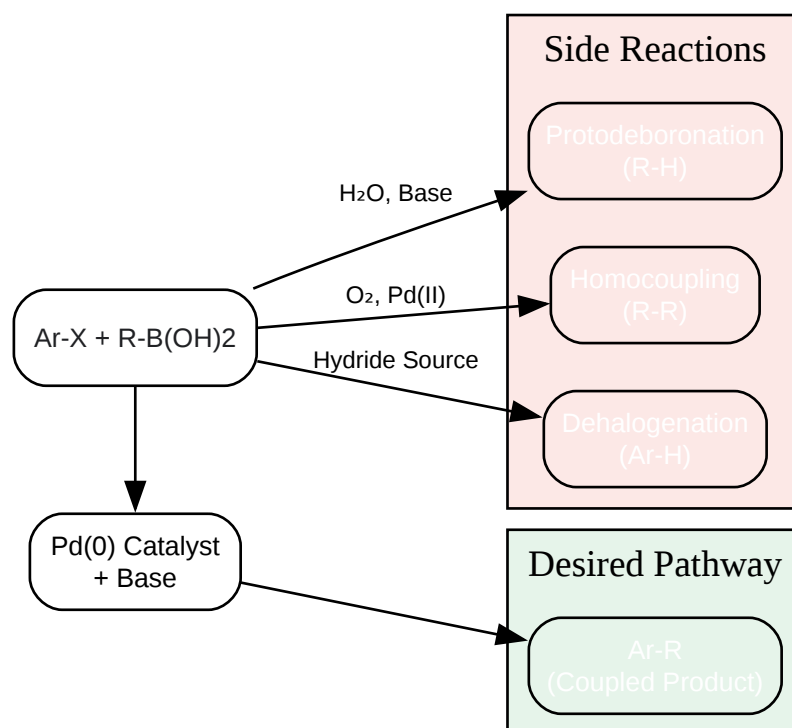 Side Reactions
Protodeboronation
(R-H)
H₂O, Base
Homocoupling
(R-R)
O₂, Pd(II)
Ar-X + R-B(OH)2
Hydride Source
Dehalogenation
(Ar-H)
Pd(0) Catalyst
+ Base
Desired Pathway
Ar-R
(Coupled Product)